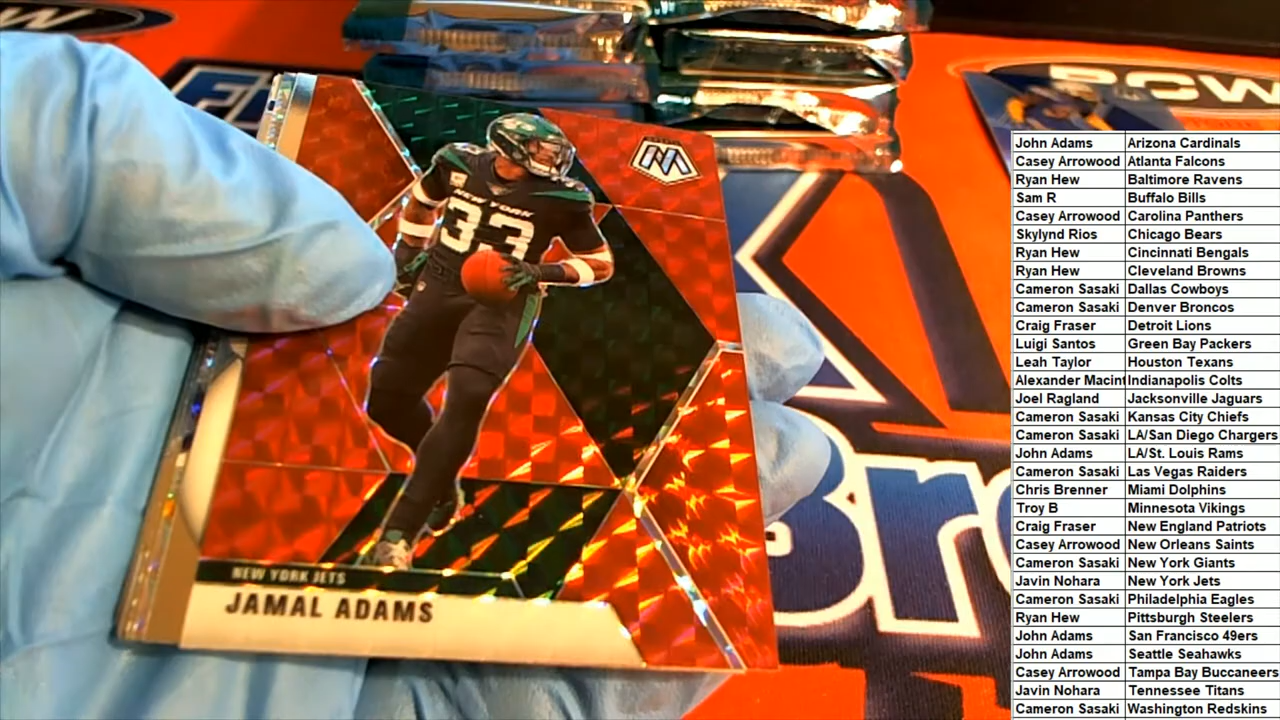 NEW YORK
33
NEW YORK JETS
JAMAL ADAMS
John Adams Arizona Cardinals
Casey Arrowood Atlanta Falcons
Ryan Hew Baltimore Ravens
Sam R Buffalo Bills
Casey Arrowood Carolina Panthers
Skylynd Rios Chicago Bears
Ryan Hew Cincinnati Bengals
Ryan Hew Cleveland Browns
Cameron Sasaki Dallas Cowboys
Cameron Sasaki Denver Broncos
Craig Fraser Detroit Lions
Luigi Santos Green Bay Packers
Leah Taylor Houston Texans
Alexander Macint Indianapolis Colts
Joel Ragland Jacksonville Jaguars
Cameron Sasaki Kansas City Chiefs
Cameron Sasaki LA/San Diego Chargers
John Adams LA/St. Louis Rams
Cameron Sasaki Las Vegas Raiders
Chris Brenner Miami Dolphins
Troy B Minnesota Vikings
Craig Fraser New England Patriots
Casey Arrowood New Orleans Saints
Cameron Sasaki New York Giants
Javin Nohara New York Jets
Cameron Sasaki Philadelphia Eagles
Ryan Hew Pittsburgh Steelers
John Adams San Francisco 49ers
John Adams Seattle Seahawks
Casey Arrowood Tampa Bay Buccaneers
Javin Nohara Tennessee Titans
Cameron Sasaki Washington Redskins